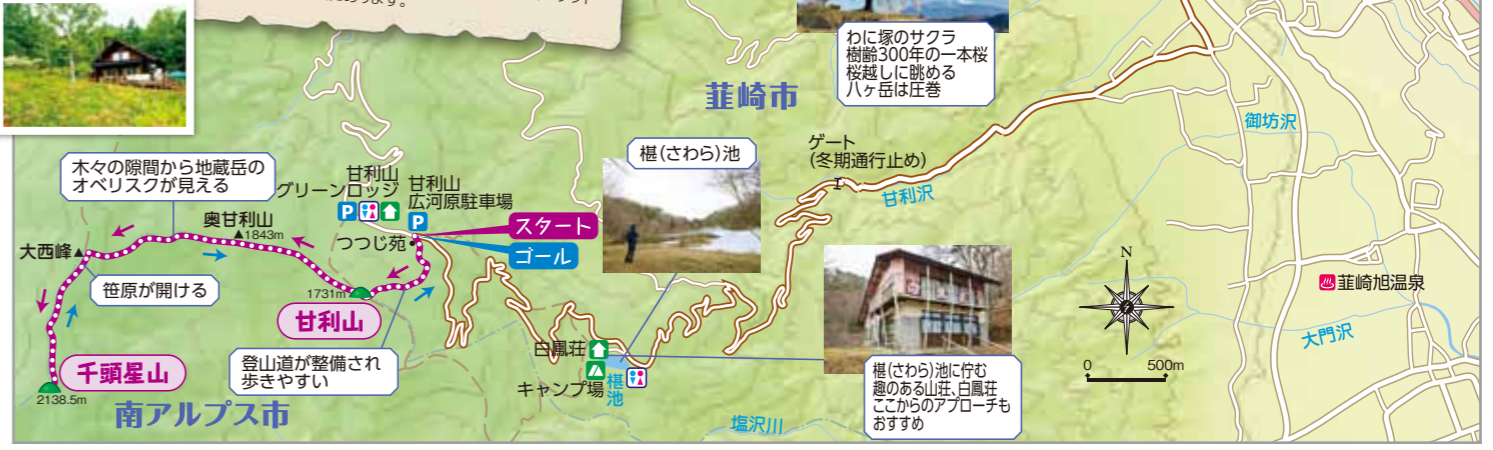 あります。
わに塚のサクラ
樹齢300年の一本桜
桜越しに眺める
八ヶ岳は圧巻
韮崎市
御坊沢
ゲート
(冬期通行止め)
甘利沢
椹(さわら)池
木々の隙間から地蔵岳の
オベリスクが見える
甘利山
グリーンロッジ
甘利山
広河原駐車場
P
P
スタート
ゴール
つつじ苑
奥甘利山
▲1843m
大西峰▲
笹原が開ける
1731m
甘利山
登山道が整備され
歩きやすい
千頭星山
2138.5m
南アルプス市
白鳳荘
キャンプ場
椹池
塩沢川
椹(さわら)池に佇む
趣のある山荘、白鳳荘
ここからのアプローチも
おすすめ
N
0 500m
韮崎旭温泉
大門沢